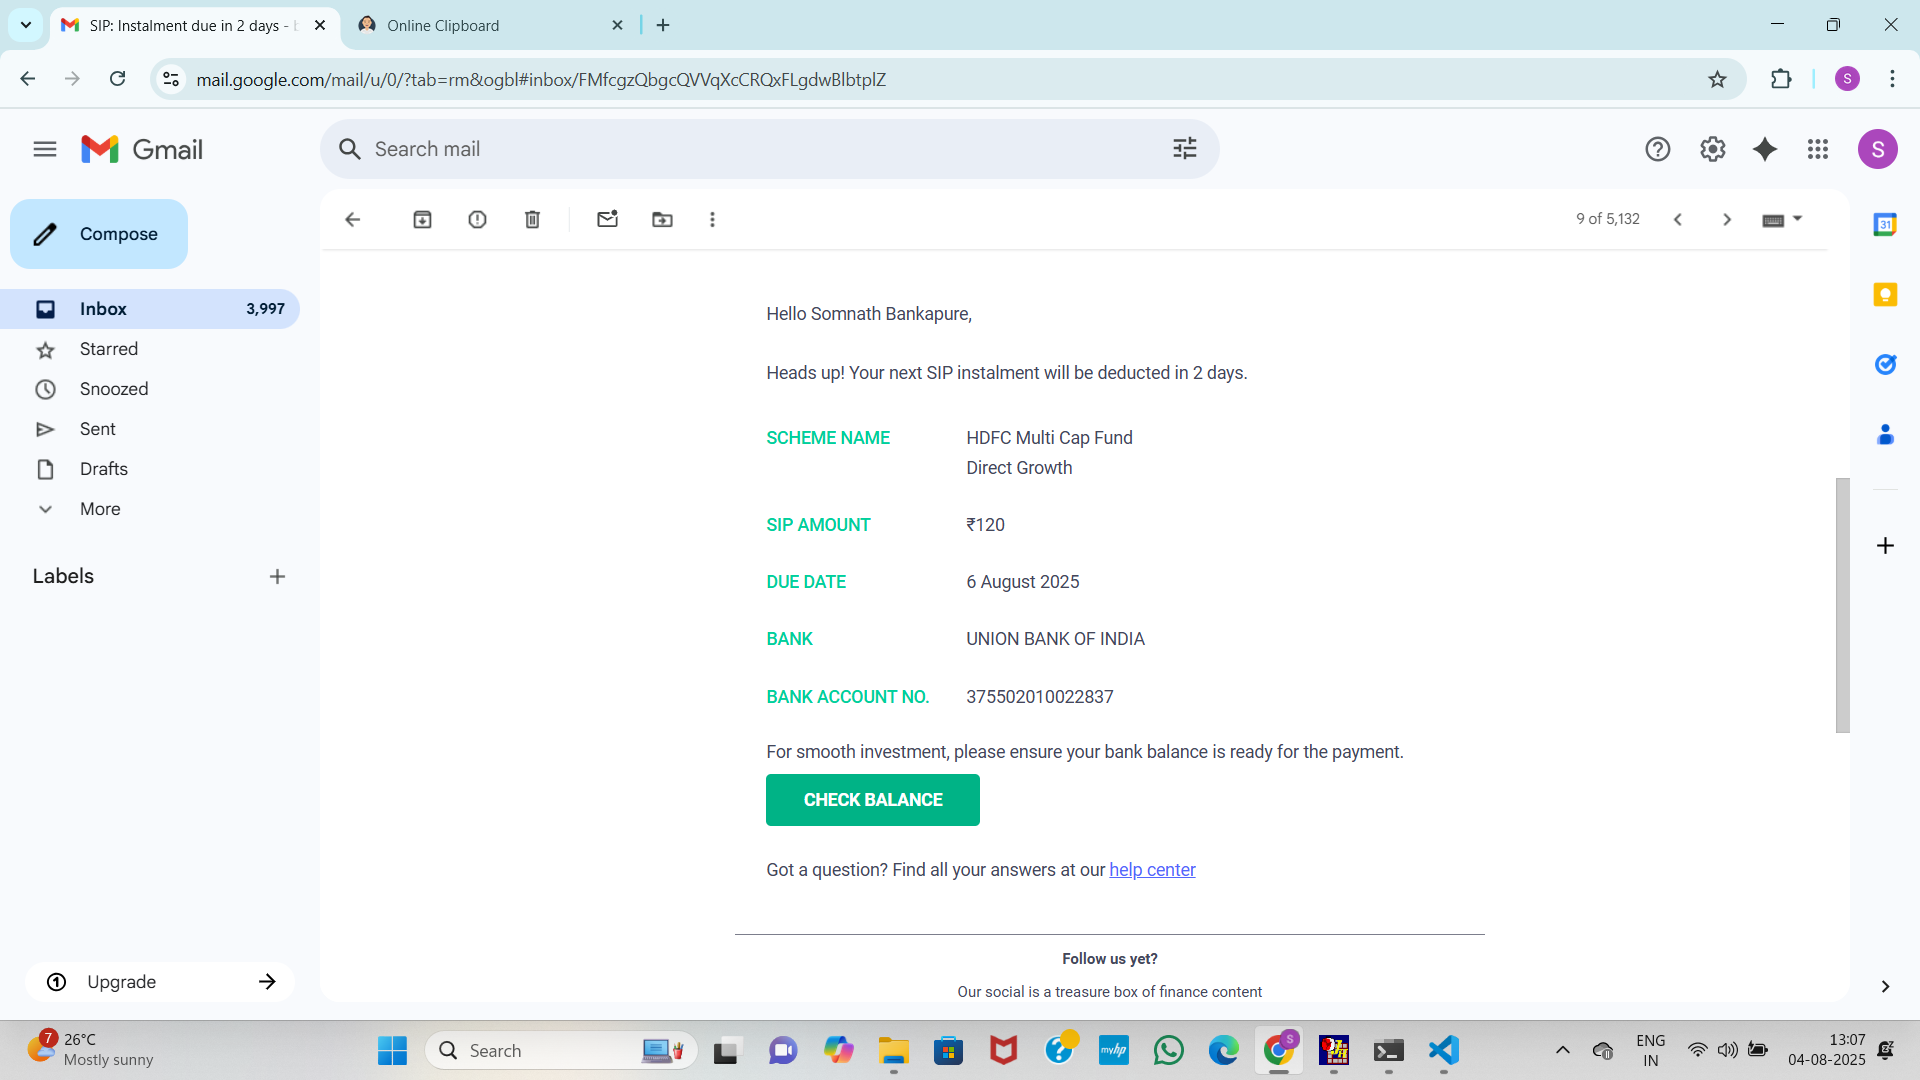 SIP: Instalment due in 2 days -
Online Clipboard
mail.google.com/mail/u/0/?tab=rm&ogbl#inbox/FMfcgzQbgcQVVqXcCRQxFLgdwBlbtplZ
S
Gmail
Search mail
S
Compose
9 of 5,132
Inbox 3,997
Starred
Snoozed
Sent
Drafts
More
Labels
Hello Somnath Bankapure,
Heads up! Your next SIP instalment will be deducted in 2 days.
SCHEME NAME HDFC Multi Cap Fund
Direct Growth
SIP AMOUNT ₹120
DUE DATE 6 August 2025
BANK UNION BANK OF INDIA
BANK ACCOUNT NO. 375502010022837
For smooth investment, please ensure your bank balance is ready for the payment.
CHECK BALANCE
Got a question? Find all your answers at our help center
Follow us yet?
Our social is a treasure box of finance content
31
Upgrade
7
26°C
Mostly sunny
Search
myhp
S
ENG
IN
13:07
04-08-2025